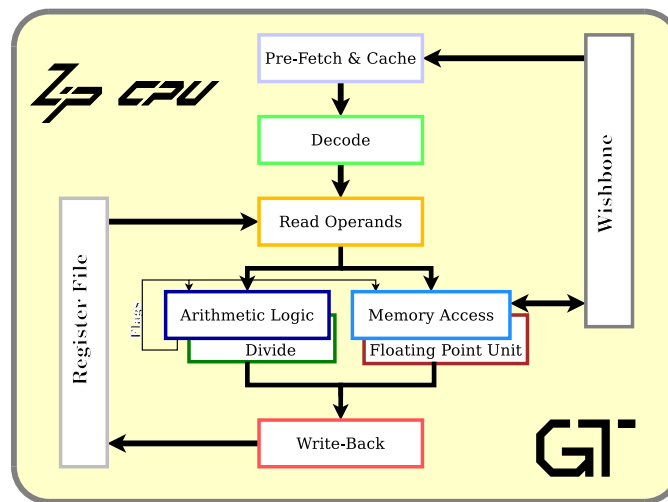 Pre-Fetch & Cache
Zip CPU
Decode
Wishbone
Read Operands
Register File
Flags
Arithmetic Logic
Memory Access
Divide
Floating Point Unit
Write-Back
GT